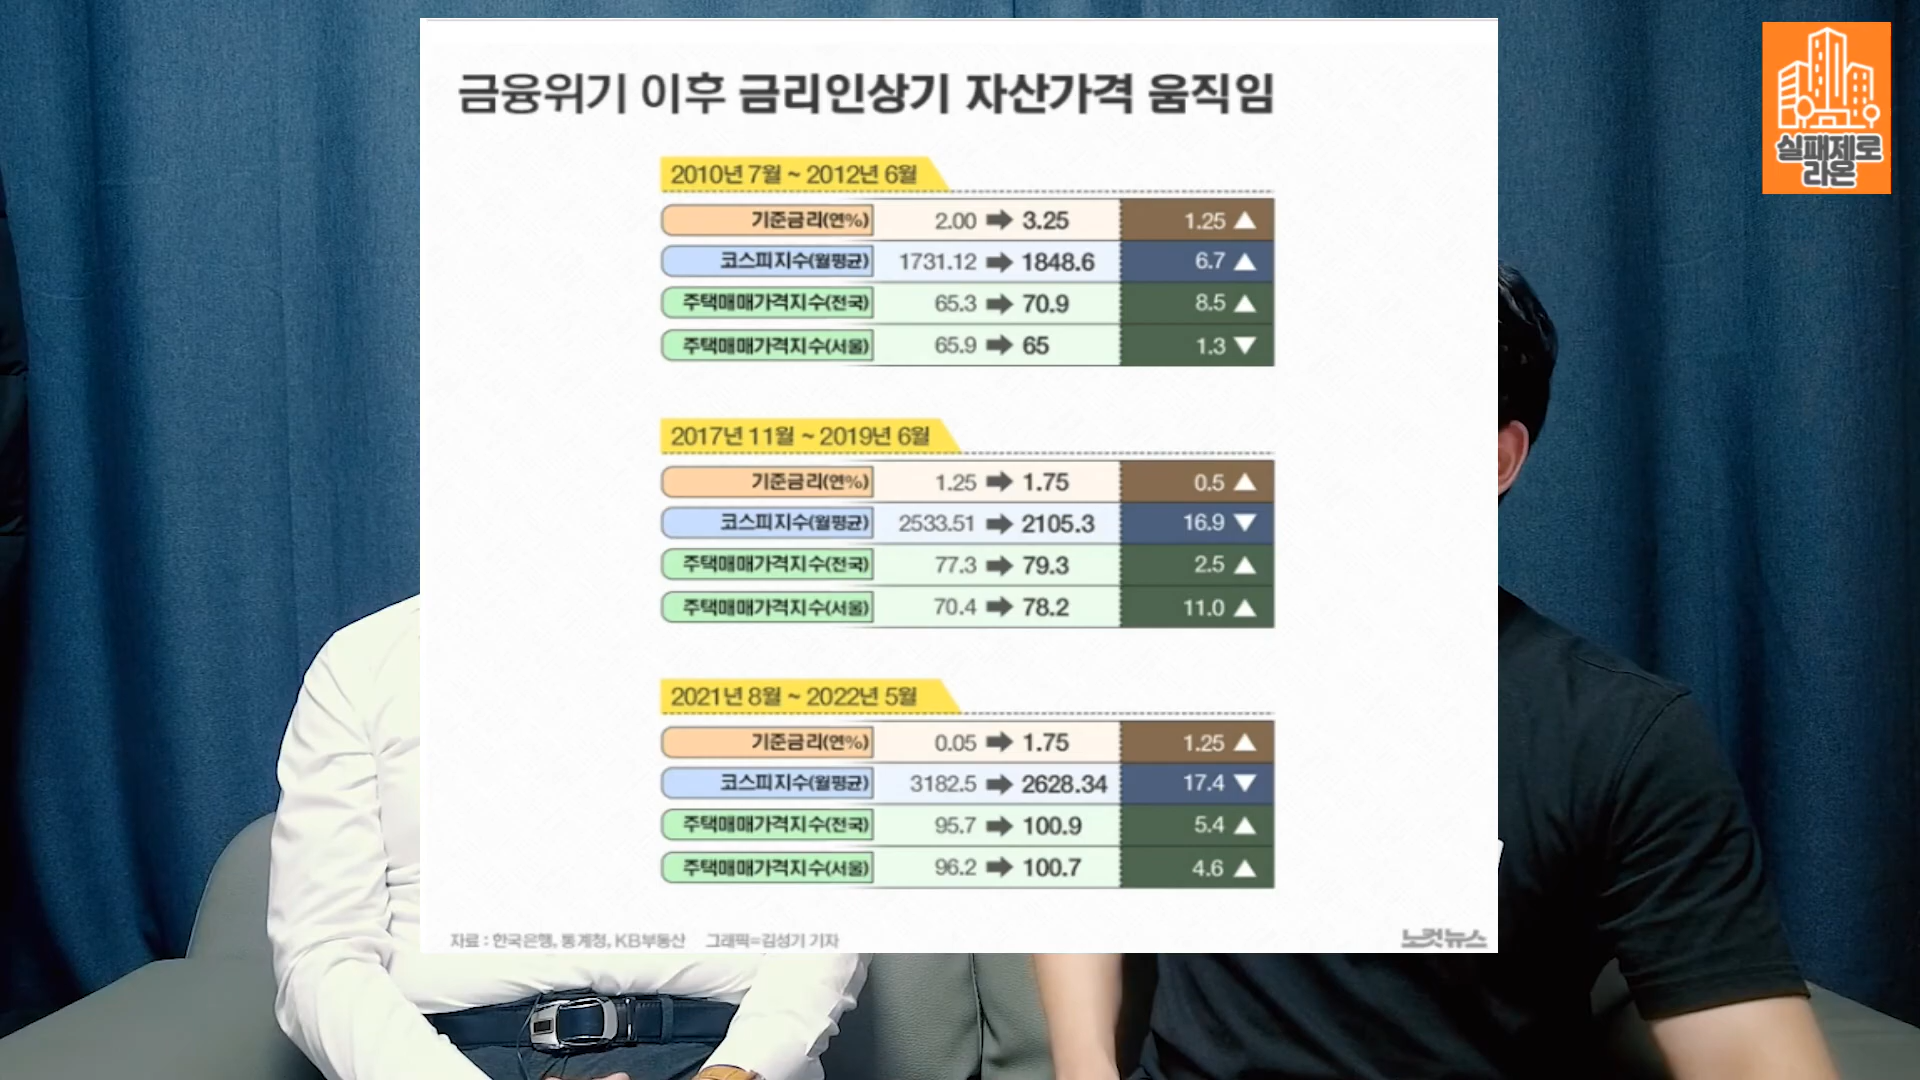 금융위기 이후 금리인상기 자산가격 움직임
실패제로
라온
2010년 7월 ~ 2012년 6월
기준금리(연%) 2.00 → 3.25 1.25 ▲
코스피지수(월평균) 1731.12 → 1848.6 6.7 ▲
주택매매가격지수(전국) 65.3 → 70.9 8.5 ▲
주택매매가격지수(서울) 65.9 → 65 1.3 ▼
2017년 11월 ~ 2019년 6월
기준금리(연%) 1.25 → 1.75 0.5 ▲
코스피지수(월평균) 2533.51 → 2105.3 16.9 ▼
주택매매가격지수(전국) 77.3 → 79.3 2.5 ▲
주택매매가격지수(서울) 70.4 → 78.2 11.0 ▲
2021년 8월 ~ 2022년 5월
기준금리(연%) 0.05 → 1.75 1.25 ▲
코스피지수(월평균) 3182.5 → 2628.34 17.4 ▼
주택매매가격지수(전국) 95.7 → 100.9 5.4 ▲
주택매매가격지수(서울) 96.2 → 100.7 4.6 ▲
자료 : 한국은행, 통계청, KB부동산 그래픽=김성기 기자
노컷뉴스